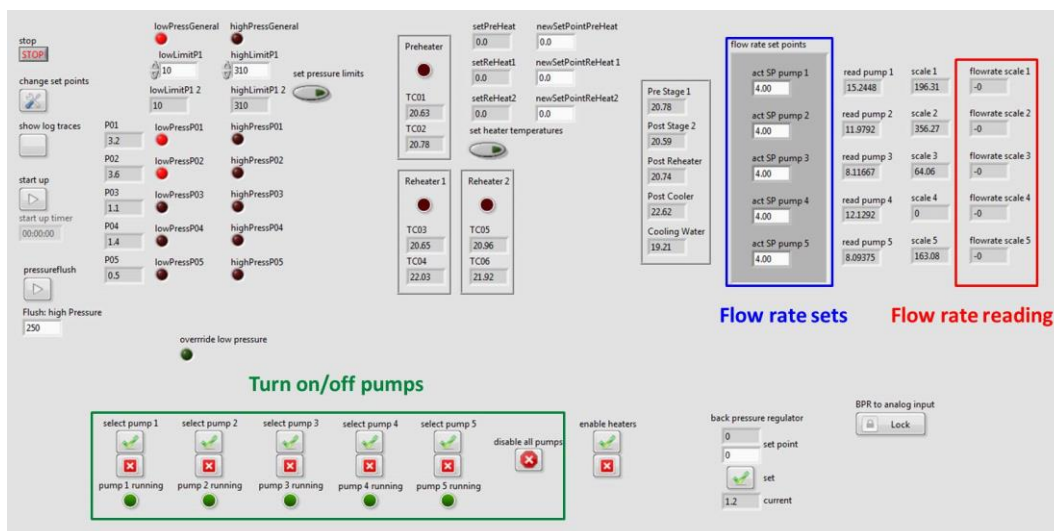 stop
STOP
change set points
show log traces
start up
start up timer
00:00:00
pressureflush
Flush: high Pressure
250
lowPressGeneral highPressGeneral
lowLimitP1 highLimitP1
10 310
lowLimitP1 2 highLimitP1 2
10 310
set pressure limits
P01 lowPressP01 highPressP01
3.2
P02 lowPressP02 highPressP02
3.6
P03 lowPressP03 highPressP03
1.1
P04 lowPressP04 highPressP04
1.4
P05 lowPressP05 highPressP05
0.5
override low pressure
Preheater
TC01
20.63
TC02
20.78
setPreHeat newSetPointPreHeat
0.0 0.0
setReHeat1 newSetPointReHeat 1
0.0 0.0
setReHeat2 newSetPointReHeat2
0.0 0.0
set heater temperatures
Reheater 1 Reheater 2
TC03 TC05
20.65 20.96
TC04 TC06
22.03 21.92
Pre Stage 1
20.78
Post Stage 2
20.59
Post Reheater
20.74
Post Cooler
22.62
Cooling Water
19.21
flow rate set points
act SP pump 1 read pump 1 scale 1 flowrate scale 1
4.00 15.2448 196.31 -0
act SP pump 2 read pump 2 scale 2 flowrate scale 2
4.00 11.9792 356.27 -0
act SP pump 3 read pump 3 scale 3 flowrate scale 3
4.00 8.11667 64.06 -0
act SP pump 4 read pump 4 scale 4 flowrate scale 4
4.00 12.1292 0 -0
act SP pump 5 read pump 5 scale 5 flowrate scale 5
4.00 8.09375 163.08 -0
Flow rate sets Flow rate reading
Turn on/off pumps
select pump 1 select pump 2 select pump 3 select pump 4 select pump 5
disable all pumps
pump 1 running pump 2 running pump 3 running pump 4 running pump 5 running
enable heaters
back pressure regulator
0
set point
0
set
1.2 current
BPR to analog input
Lock